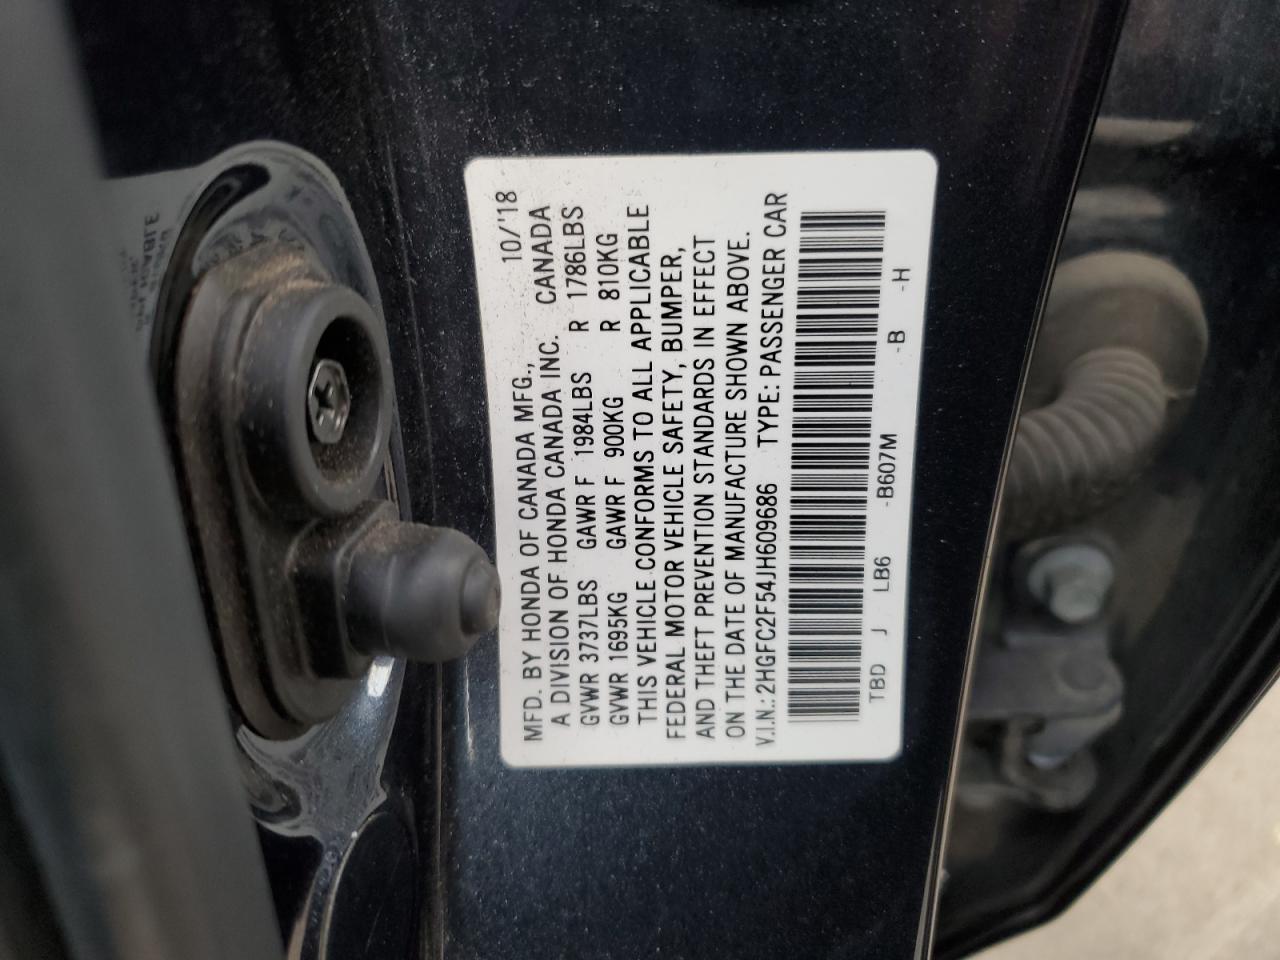 MFD. BY HONDA OF CANADA MFG., 10/'18
A DIVISION OF HONDA CANADA INC. CANADA
GVWR 3737LBS GAWR F 1984LBS R 1786LBS
GVWR 1695KG GAWR F 900KG R 810KG
THIS VEHICLE CONFORMS TO ALL APPLICABLE
FEDERAL MOTOR VEHICLE SAFETY, BUMPER,
AND THEFT PREVENTION STANDARDS IN EFFECT
ON THE DATE OF MANUFACTURE SHOWN ABOVE.
V.I.N.: 2HGFC2F54JH609686 TYPE: PASSENGER CAR
TBD J LB6 -B607M -B -H